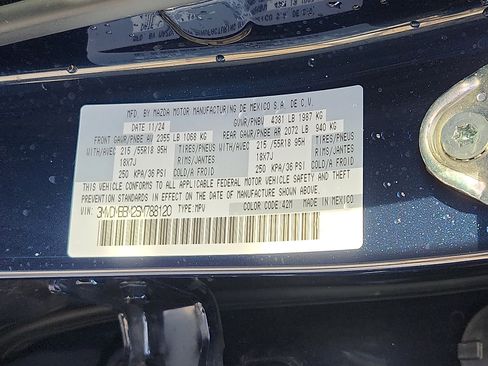 MFD. BY MAZDA MOTOR MANUFACTURING DE MEXICO S.A. DE C.V.
DATE 11/24 GVWR/PNBV 4381 LB 1987 KG
FRONT GAWR/PNBE AV 2355 LB 1068 KG REAR GAWR/PNBE AR 2072 LB 940 KG
WITH/AVEC 215/55R18 95H TIRES/PNEUS WITH/AVEC 215/55R18 95H TIRES/PNEUS
18X7J RIMS/JANTES 18X7J RIMS/JANTES
250 KPA/36 PSI COLD/A FROID 250 KPA/36 PSI COLD/A FROID
THIS VEHICLE CONFORMS TO ALL APPLICABLE FEDERAL MOTOR VEHICLE SAFETY AND THEFT
PREVENTION STANDARDS IN EFFECT ON THE DATE OF MANUFACTURE SHOWN ABOVE.
VIN: TYPE: MPV COLOR CODE: 42M MADE IN MEXICO